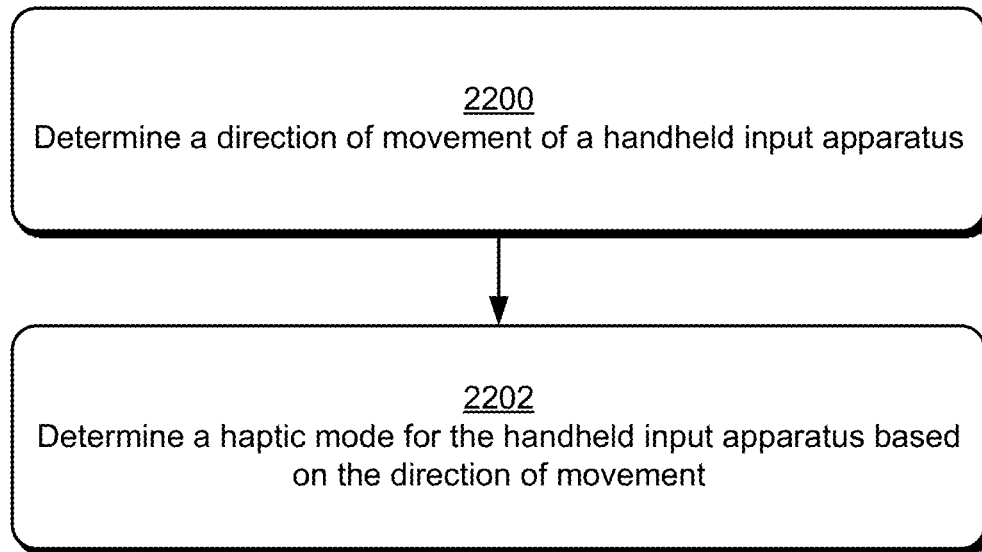 2200
Determine a direction of movement of a handheld input apparatus
2202
Determine a haptic mode for the handheld input apparatus based
on the direction of movement